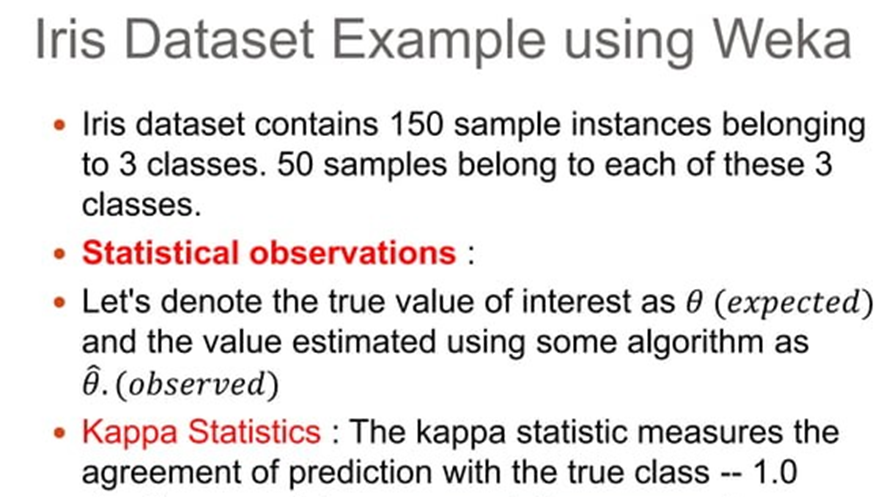 Iris Dataset Example using Weka
• Iris dataset contains 150 sample instances belonging
to 3 classes. 50 samples belong to each of these 3
classes.
• Statistical observations :
• Let's denote the true value of interest as θ (expected)
and the value estimated using some algorithm as
θ̂. (observed)
• Kappa Statistics : The kappa statistic measures the
agreement of prediction with the true class -- 1.0